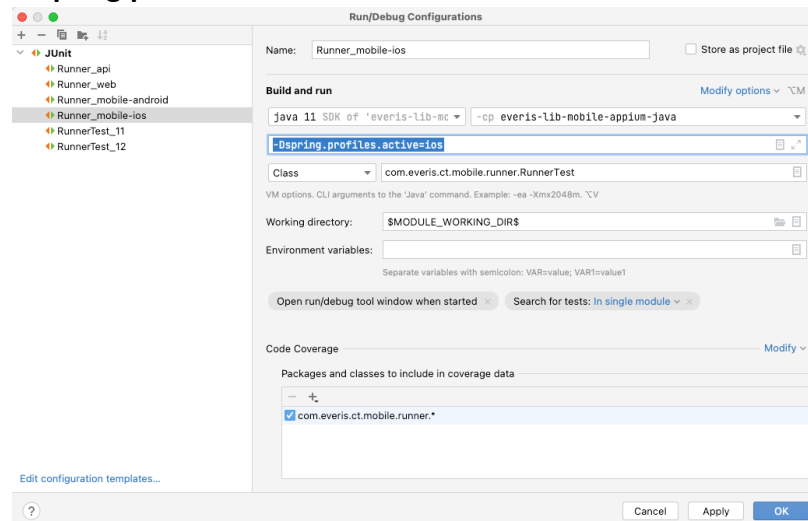 Run/Debug Configurations
JUnit
Runner_api
Runner_web
Runner_mobile-android
Runner_mobile-ios
RunnerTest_11
RunnerTest_12
Edit configuration templates...
Name: Runner_mobile-ios
Store as project file
Build and run
Modify options ⌥M
java 11 SDK of 'everis-lib-mc
-cp everis-lib-mobile-appium-java
-Dspring.profiles.active=ios
Class com.everis.ct.mobile.runner.RunnerTest
VM options. CLI arguments to the 'Java' command. Example: -ea -Xmx2048m. ⌥V
Working directory: $MODULE_WORKING_DIR$
Environment variables:
Separate variables with semicolon: VAR=value; VAR1=value1
Open run/debug tool window when started × Search for tests: In single module ×
Code Coverage Modify
Packages and classes to include in coverage data
com.everis.ct.mobile.runner.*
? Cancel Apply OK